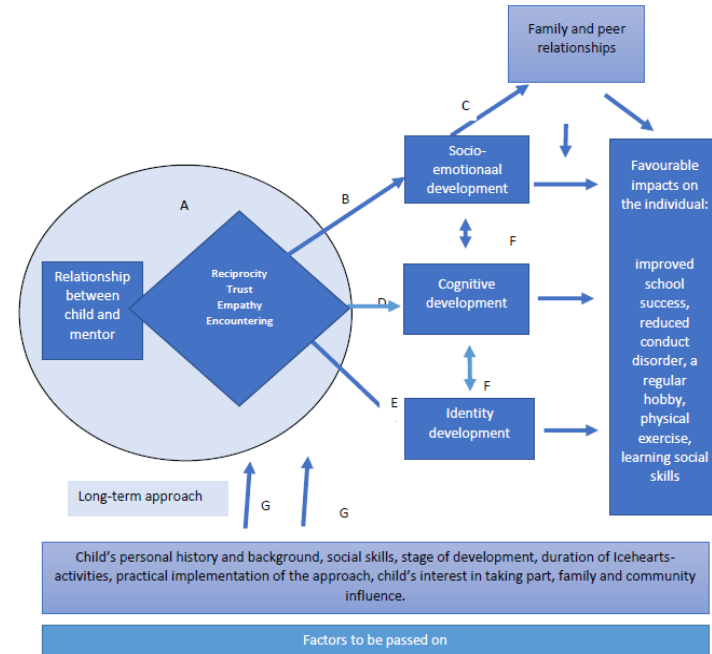 Family and peer
relationships
C
Socio-
emotionaal
development
Favourable
impacts on
the individual:
improved
school
success,
reduced
conduct
disorder, a
regular
hobby,
physical
exercise,
learning social
skills
A
B
F
Relationship
between
child and
mentor
Reciprocity
Trust
Empathy
Encountering
D
Cognitive
development
F
E
Identity
development
Long-term approach
G
G
Child's personal history and background, social skills, stage of development, duration of Icehearts-
activities, practical implementation of the approach, child's interest in taking part, family and community
influence.
Factors to be passed on